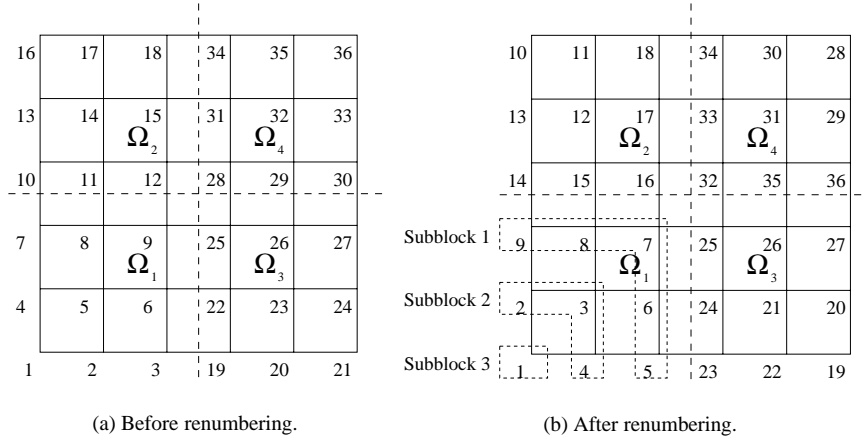 16 17 18 34 35 36
13 14 15 31 32 33
Ω2 Ω4
10 11 12 28 29 30
7 8 9 25 26 27
Ω1 Ω3
4 5 6 22 23 24
1 2 3 19 20 21
(a) Before renumbering.
10 11 18 34 30 28
13 12 17 33 31 29
Ω2 Ω4
14 15 16 32 35 36
Subblock 1
9 8 7 25 26 27
Ω1 Ω3
Subblock 2
2 3 6 24 21 20
Subblock 3
1 4 5 23 22 19
(b) After renumbering.